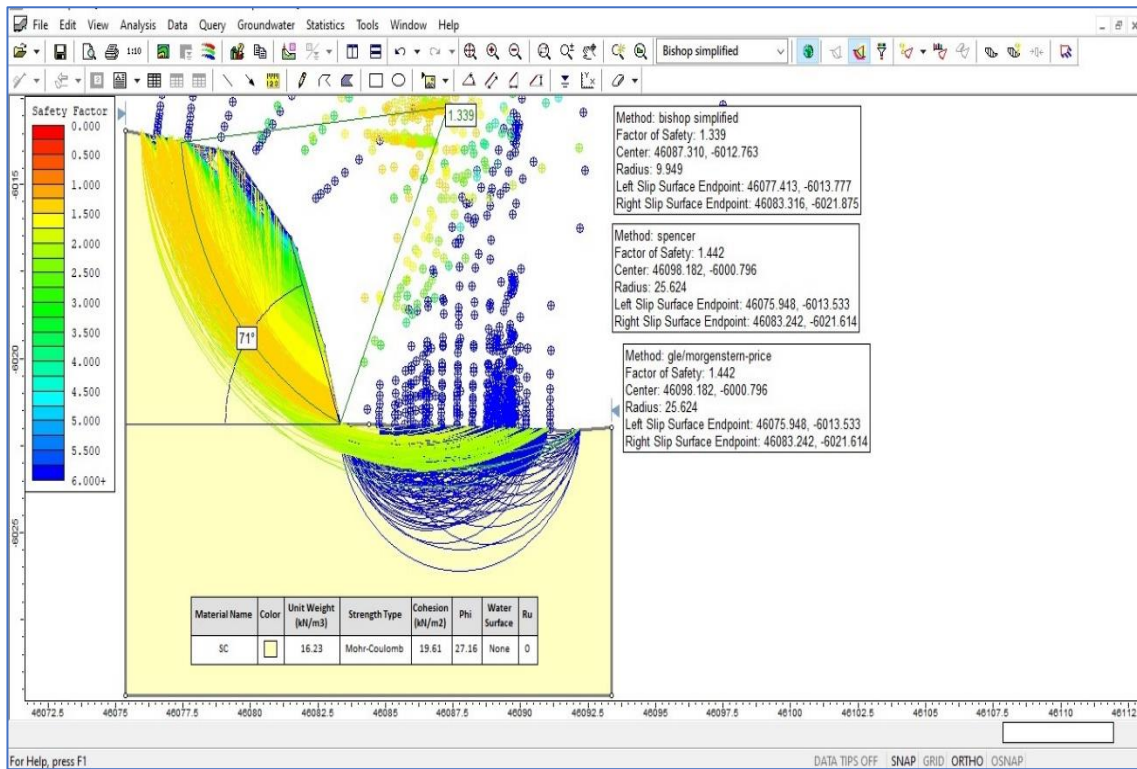 File Edit View Analysis Data Query Groundwater Statistics Tools Window Help
1:10
Bishop simplified
Safety Factor
0.000
0.500
1.000
1.500
2.000
2.500
3.000
3.500
4.000
4.500
5.000
5.500
6.000+
-6015
-6020
-6025
1.339
71°
Method: bishop simplified
Factor of Safety: 1.339
Center: 46087.310, -6012.763
Radius: 9.949
Left Slip Surface Endpoint: 46077.413, -6013.777
Right Slip Surface Endpoint: 46083.316, -6021.875
Method: spencer
Factor of Safety: 1.442
Center: 46098.182, -6000.796
Radius: 25.624
Left Slip Surface Endpoint: 46075.948, -6013.533
Right Slip Surface Endpoint: 46083.242, -6021.614
Method: gle/morgenstern-price
Factor of Safety: 1.442
Center: 46098.182, -6000.796
Radius: 25.624
Left Slip Surface Endpoint: 46075.948, -6013.533
Right Slip Surface Endpoint: 46083.242, -6021.614
Material Name Color Unit Weight (kN/m3) Strength Type Cohesion (kN/m2) Phi Water Surface Ru
SC 16.23 Mohr-Coulomb 19.61 27.16 None 0
46072.5 46075 46077.5 46080 46082.5 46085 46087.5 46090 46092.5 46095 46097.5 46100 46102.5 46105 46107.5 46110 46112
For Help, press F1 DATA TIPS OFF SNAP GRID ORTHO OSNAP